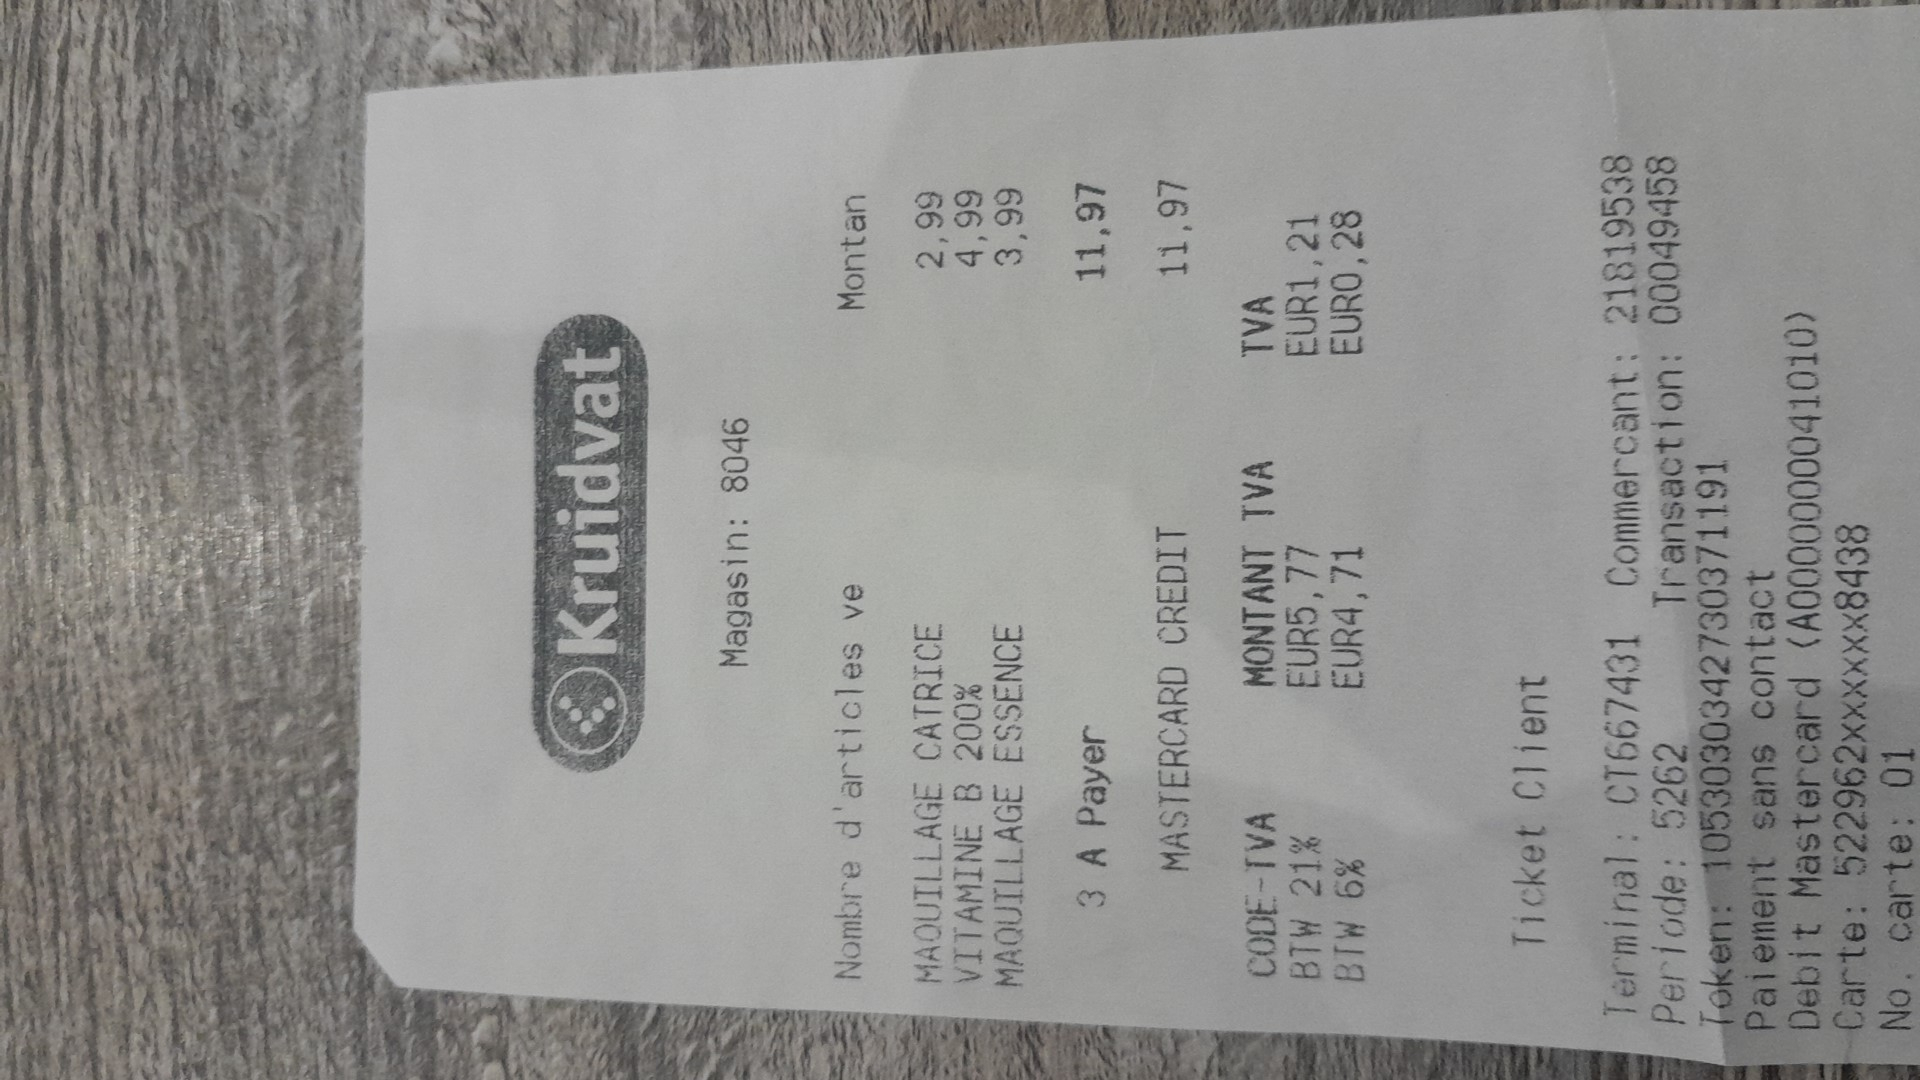 Kruidvat
Magasin: 8046
Nombre d'articles ve Montan
MAQUILLAGE CATRICE 2,99
VITAMINE B 200% 4,99
MAQUILLAGE ESSENCE 3,99
3 A Payer 11,97
MASTERCARD CREDIT 11,97
CODE-TVA MONTANT TVA TVA
BTW 21% EUR5,77 EUR1,21
BTW 6% EUR4,71 EUR0,28
Ticket Client
Terminal: CT667431 Commercant: 21819538
Periode: 5262 Transaction: 00049458
Token: 1053030342730371191
Paiement sans contact
Debit Mastercard (A0000000041010)
Carte: 522962xxxxxx8438
No. carte: 01